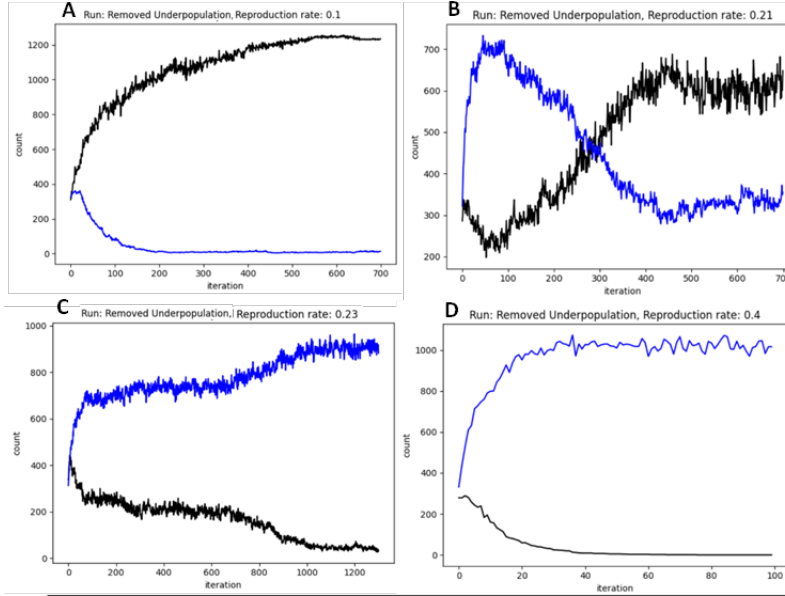 A
Run: Removed Underpopulation, Reproduction rate: 0.1
1200
1000
800
600
400
200
0
count
0 100 200 300 400 500 600 700
iteration
B
Run: Removed Underpopulation, Reproduction rate: 0.21
700
600
500
400
300
200
count
0 100 200 300 400 500 600 700
iteration
C
Run: Removed Underpopulation, Reproduction rate: 0.23
1000
800
600
400
200
0
count
0 200 400 600 800 1000 1200
iteration
D
Run: Removed Underpopulation, Reproduction rate: 0.4
1000
800
600
400
200
0
count
0 20 40 60 80 100
iteration